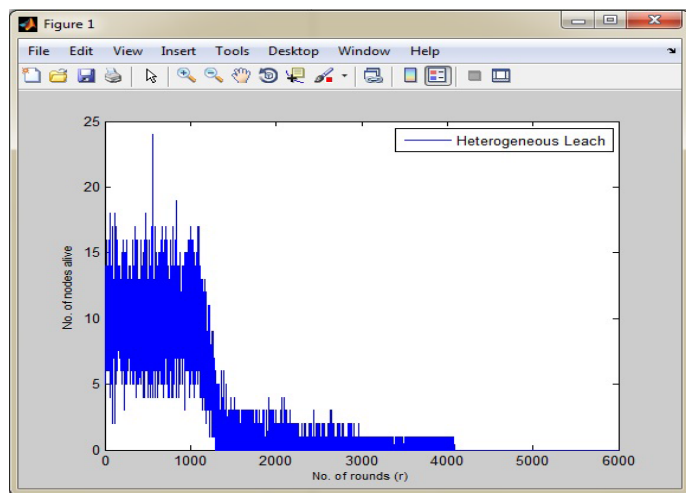 Figure 1
File Edit View Insert Tools Desktop Window Help
25
20
15
10
5
0
No. of nodes alive
Heterogeneous Leach
0 1000 2000 3000 4000 5000 6000
No. of rounds (r)